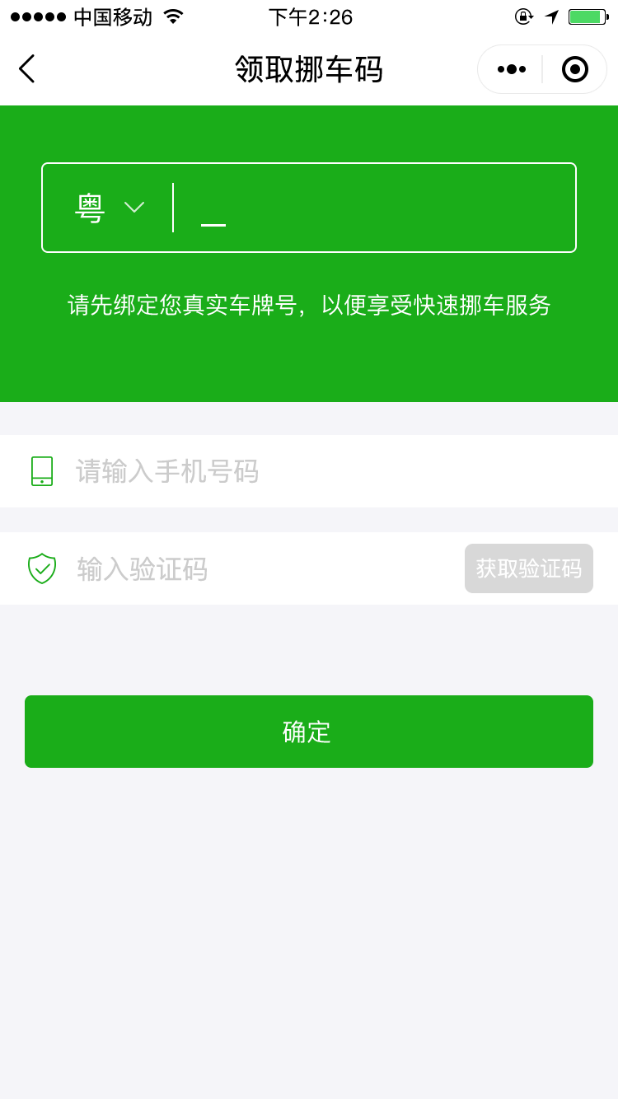 中国移动 下午2:26
领取挪车码
粤
请先绑定您真实车牌号，以便享受快速挪车服务
请输入手机号码
输入验证码 获取验证码
确定